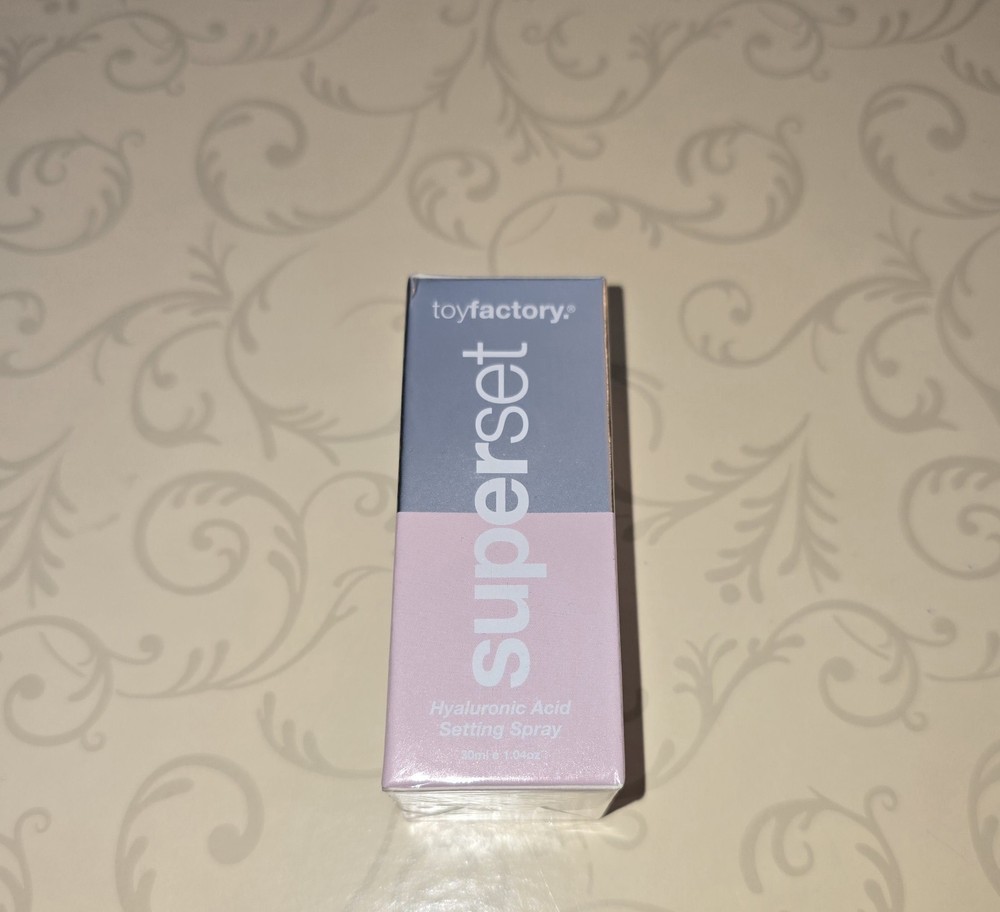 toyfactory.®
superset
Hyaluronic Acid
Setting Spray
30ml e 1.04oz